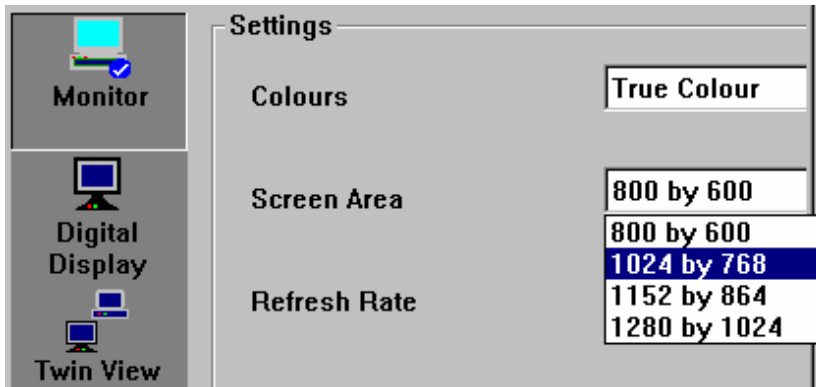 Monitor
Digital
Display
Twin View
Settings
Colours
True Colour
Screen Area
800 by 600
800 by 600
1024 by 768
1152 by 864
1280 by 1024
Refresh Rate